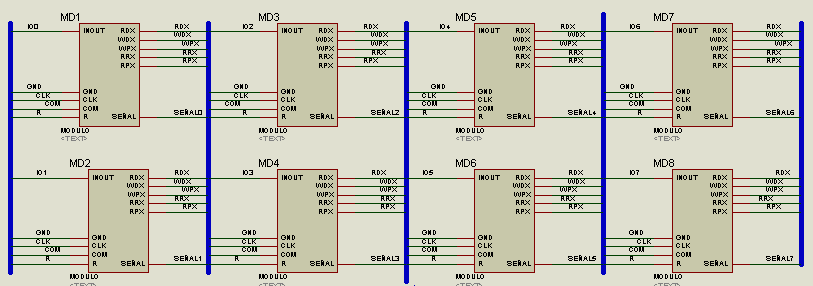 MD1 MD3 MD5 MD7
IO0 INOUT RDX RDX IO2 INOUT RDX RDX IO4 INOUT RDX RDX IO6 INOUT RDX RDX
WDX WDX WDX WDX WDX WDX WDX WDX
WPX WPX WPX WPX WPX WPX WPX WPX
RRX RRX RRX RRX RRX RRX RRX RRX
RPX RPX RPX RPX RPX RPX RPX RPX
GND GND GND GND GND GND GND GND
CLK CLK CLK CLK CLK CLK CLK CLK
COM COM COM COM COM COM COM COM
R R SEÑAL SEÑAL0 R R SEÑAL SEÑAL2 R R SEÑAL SEÑAL4 R R SEÑAL SEÑAL6
MODULO MODULO MODULO MODULO
<TEXT> <TEXT> <TEXT> <TEXT>
MD2 MD4 MD6 MD8
IO1 INOUT RDX RDX IO3 INOUT RDX RDX IO5 INOUT RDX RDX IO7 INOUT RDX RDX
WDX WDX WDX WDX WDX WDX WDX WDX
WPX WPX WPX WPX WPX WPX WPX WPX
RRX RRX RRX RRX RRX RRX RRX RRX
RPX RPX RPX RPX RPX RPX RPX RPX
GND GND GND GND GND GND GND GND
CLK CLK CLK CLK CLK CLK CLK CLK
COM COM COM COM COM COM COM COM
R R SEÑAL SEÑAL1 R R SEÑAL SEÑAL3 R R SEÑAL SEÑAL5 R R SEÑAL SEÑAL7
MODULO MODULO MODULO MODULO
<TEXT> <TEXT> <TEXT> <TEXT>